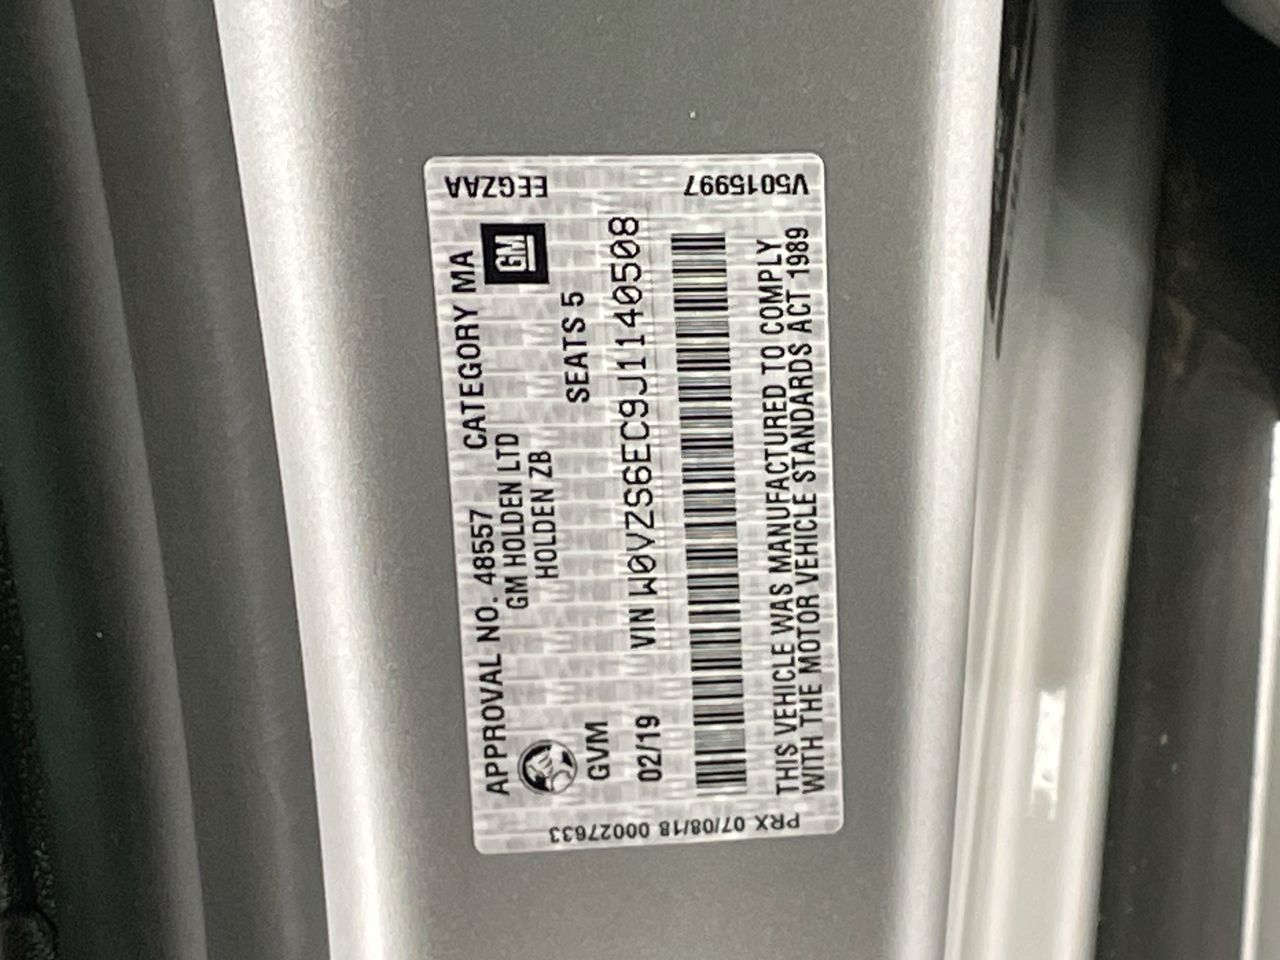 APPROVAL NO. 48557 CATEGORY MA
GM HOLDEN LTD
HOLDEN ZB
GM
GVM SEATS 5
02/19 VIN W0VZS6EC9J1140508
THIS VEHICLE WAS MANUFACTURED TO COMPLY
WITH THE MOTOR VEHICLE STANDARDS ACT 1989
V5015997 EEGZAA
PRX 07/08/18 00027633